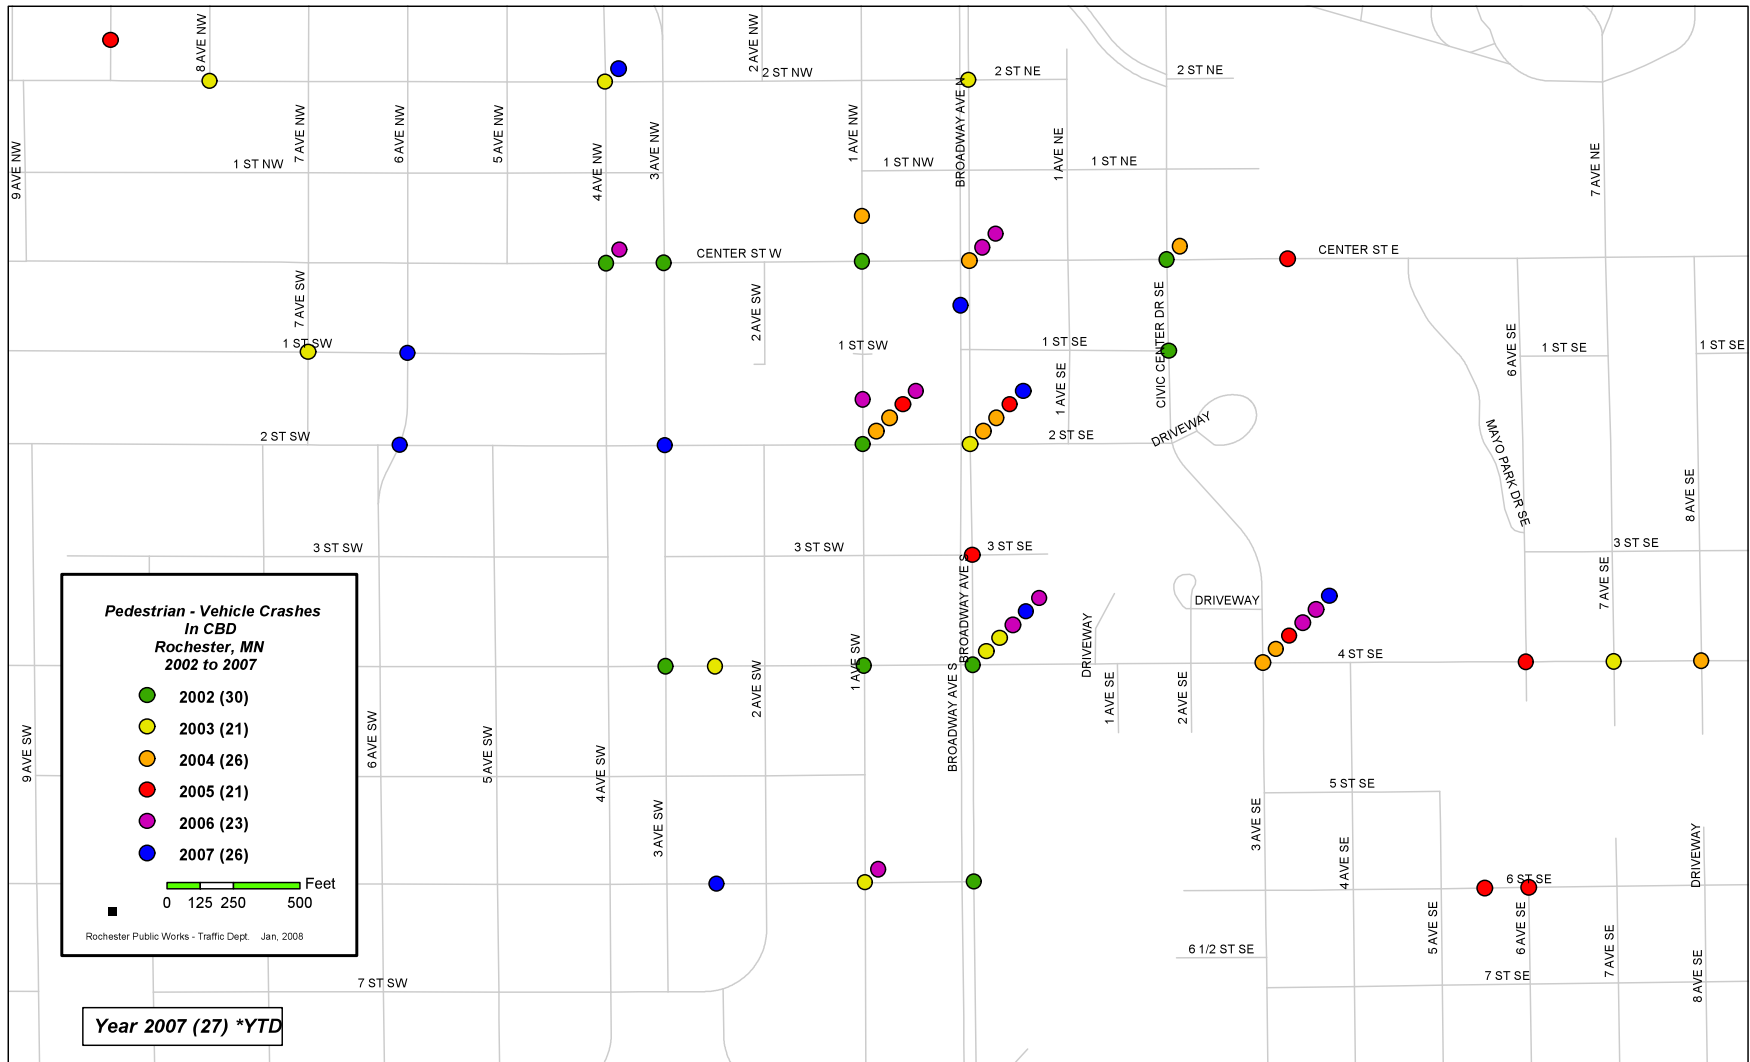 8 AVE NW
2 AVE NW
2 ST NW
2 ST NE
2 ST NE
9 AVE NW
7 AVE NW
6 AVE NW
5 AVE NW
4 AVE NW
3 AVE NW
1 AVE NW
BROADWAY AVE N
1 AVE NE
7 AVE NE
1 ST NW
1 ST NW
1 ST NE
CENTER ST W
CENTER ST E
7 AVE SW
2 AVE SW
CIVIC CENTER DR SE
6 AVE SE
1 ST SW
1 ST SW
1 ST SE
1 ST SE
1 ST SE
1 AVE SE
2 ST SW
2 ST SE
DRIVEWAY
MAYO PARK DR SE
8 AVE SE
3 ST SW
3 ST SW
3 ST SE
3 ST SE
BROADWAY AVE S
7 AVE SE
DRIVEWAY
DRIVEWAY
1 AVE SW
2 AVE SW
BROADWAY AVE S
4 ST SE
1 AVE SE
2 AVE SE
Pedestrian - Vehicle Crashes
In CBD
Rochester, MN
2002 to 2007
2002 (30)
2003 (21)
2004 (26)
2005 (21)
2006 (23)
2007 (26)
Feet
0 125 250 500
Rochester Public Works - Traffic Dept. Jan, 2008
9 AVE SW
6 AVE SW
5 AVE SW
4 AVE SW
3 AVE SW
5 ST SE
3 AVE SE
4 AVE SE
DRIVEWAY
6 ST SE
5 AVE SE
6 AVE SE
7 AVE SE
8 AVE SE
6 1/2 ST SE
7 ST SE
7 ST SW
Year 2007 (27) *YTD